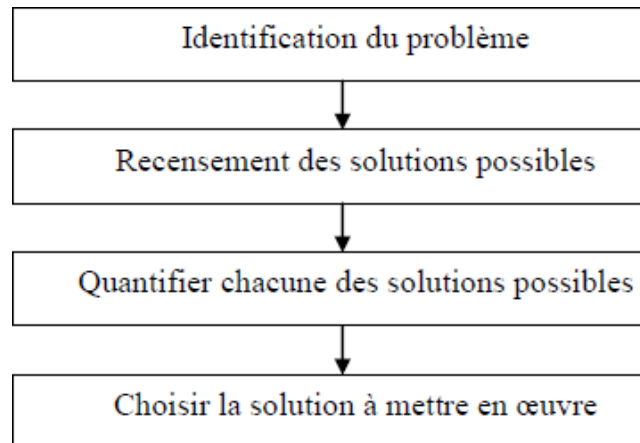 Identification du problème
Recensement des solutions possibles
Quantifier chacune des solutions possibles
Choisir la solution à mettre en œuvre